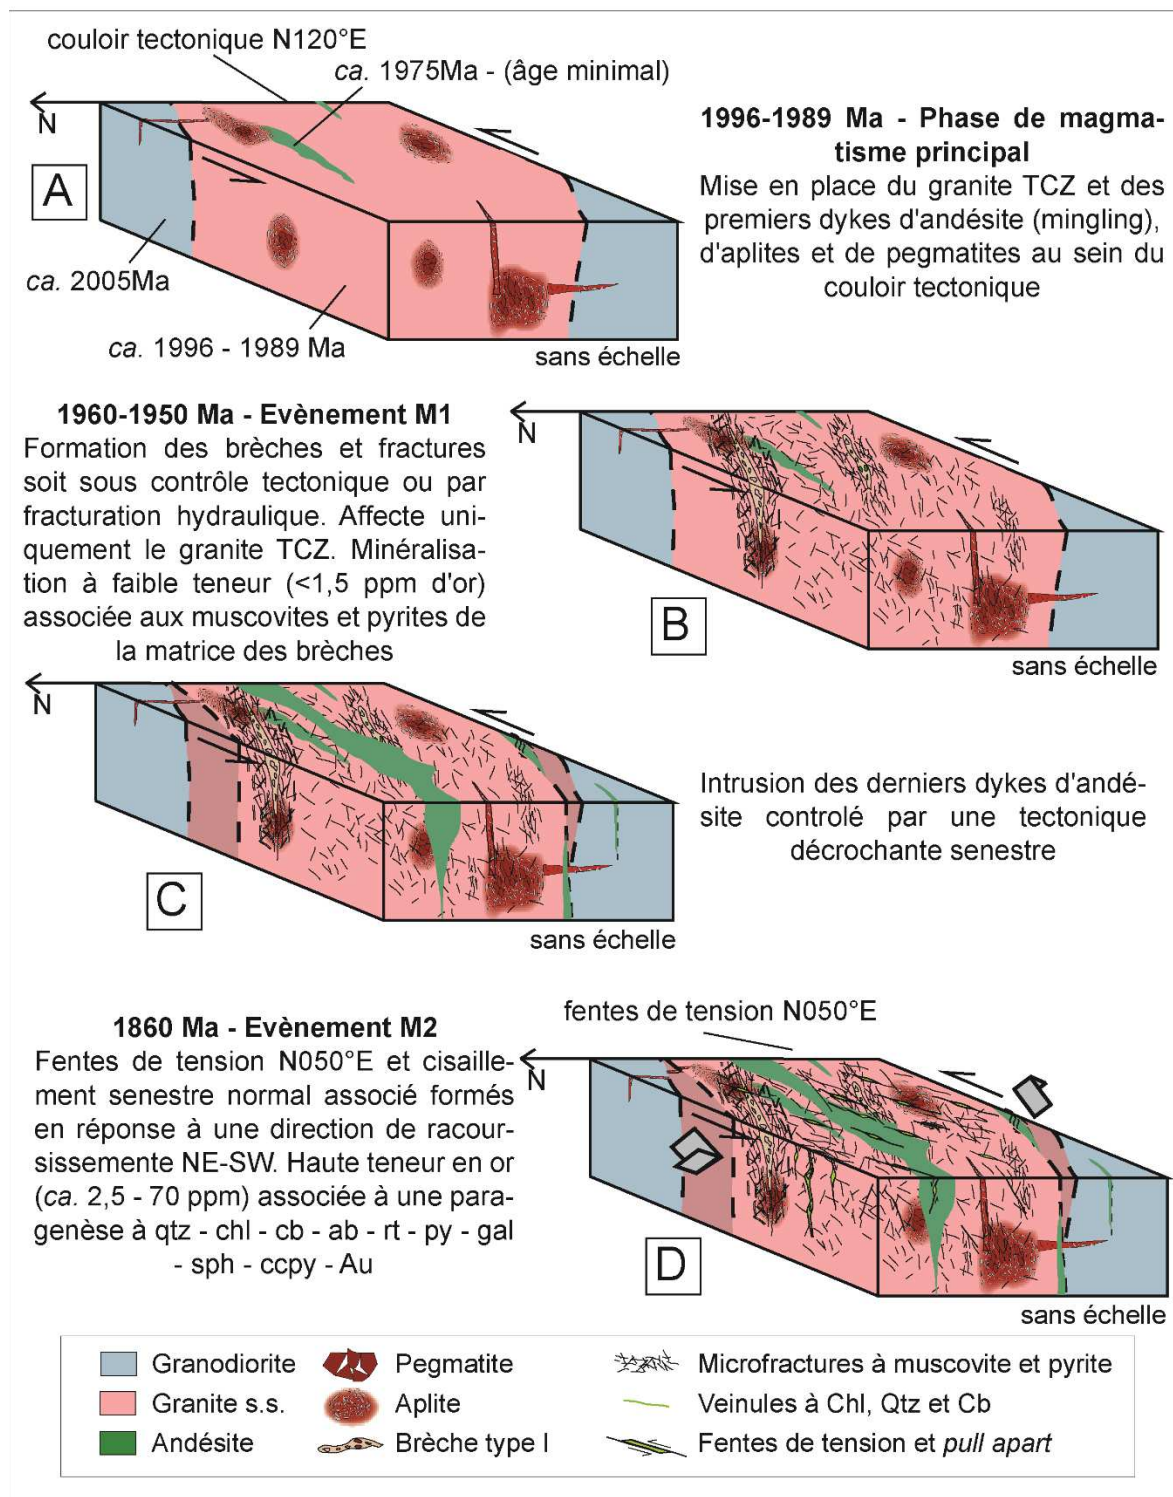 couloir tectonique N120°E
ca. 1975Ma - (âge minimal)
N
A
ca. 2005Ma
ca. 1996 - 1989 Ma
sans échelle
1996-1989 Ma - Phase de magma-
tisme principal
Mise en place du granite TCZ et des
premiers dykes d'andésite (mingling),
d'aplites et de pegmatites au sein du
couloir tectonique
1960-1950 Ma - Evènement M1
Formation des brèches et fractures
soit sous contrôle tectonique ou par
fracturation hydraulique. Affecte uni-
quement le granite TCZ. Minéralisa-
tion à faible teneur (<1,5 ppm d'or)
associée aux muscovites et pyrites de
la matrice des brèches
N
B
sans échelle
N
C
sans échelle
Intrusion des derniers dykes d'andé-
site controlé par une tectonique
décrochante senestre
1860 Ma - Evènement M2
Fentes de tension N050°E et cisaille-
ment senestre normal associé formés
en réponse à une direction de racour-
sissemente NE-SW. Haute teneur en or
(ca. 2,5 - 70 ppm) associée à une para-
genèse à qtz - chl - cb - ab - rt - py - gal
- sph - ccpy - Au
fentes de tension N050°E
N
D
sans échelle
Granodiorite
Pegmatite
Microfractures à muscovite et pyrite
Granite s.s.
Aplite
Veinules à Chl, Qtz et Cb
Andésite
Brèche type I
Fentes de tension et pull apart